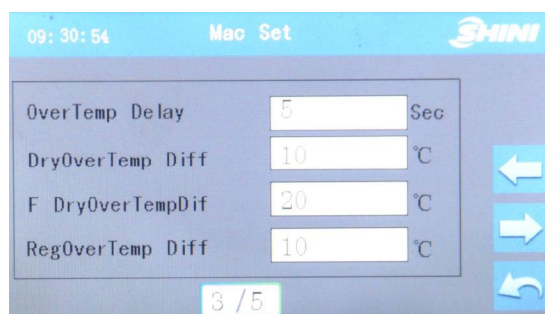 09:30:54 Mac Set SHINI
OverTemp Delay 5 Sec
DryOverTemp Diff 10 ℃
F DryOverTempDif 20 ℃
RegOverTemp Diff 10 ℃
3 /5